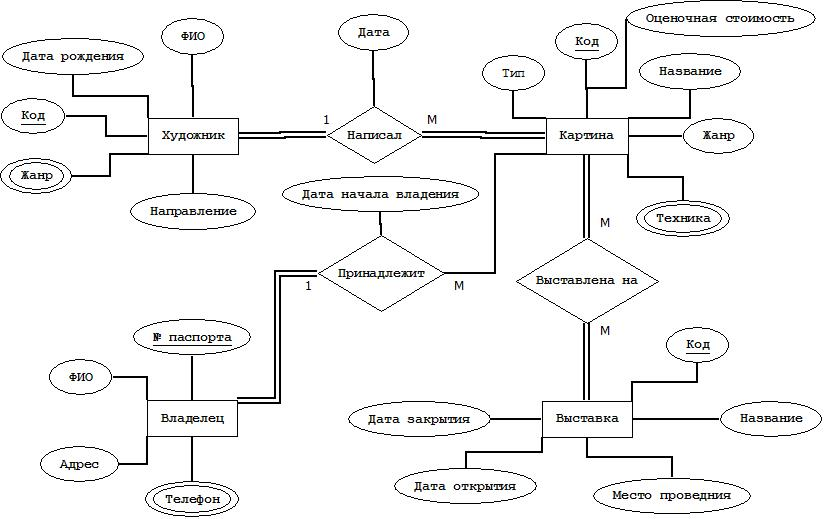 Оценочная стоимость
ФИО
Дата
Код
Дата рождения
Тип
Название
Код
1
М
Художник
Написал
Картина
Жанр
Жанр
Дата начала владения
Направление
Техника
М
Принадлежит
1
М
Выставлена на
М
№ паспорта
Код
ФИО
Владелец
Дата закрытия
Выставка
Название
Адрес
Дата открытия
Место проведния
Телефон